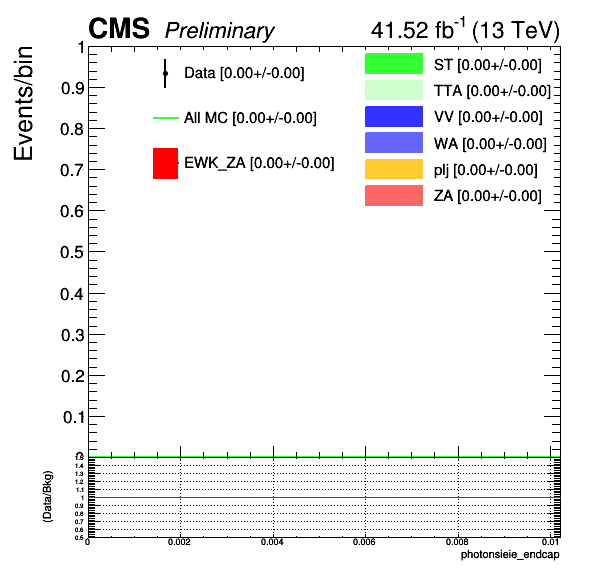 CMS Preliminary 41.52 fb-1 (13 TeV)
Events/bin
1
0.9
0.8
0.7
0.6
0.5
0.4
0.3
0.2
0.1
Data [0.00+/-0.00]
All MC [0.00+/-0.00]
EWK_ZA [0.00+/-0.00]
ST [0.00+/-0.00]
TTA [0.00+/-0.00]
VV [0.00+/-0.00]
WA [0.00+/-0.00]
plj [0.00+/-0.00]
ZA [0.00+/-0.00]
(Data/Bkg)
1.5
1.4
1.3
1.2
1.1
1
0.9
0.8
0.7
0.6
0.5
0 0.002 0.004 0.006 0.008 0.01
photonsieie_endcap